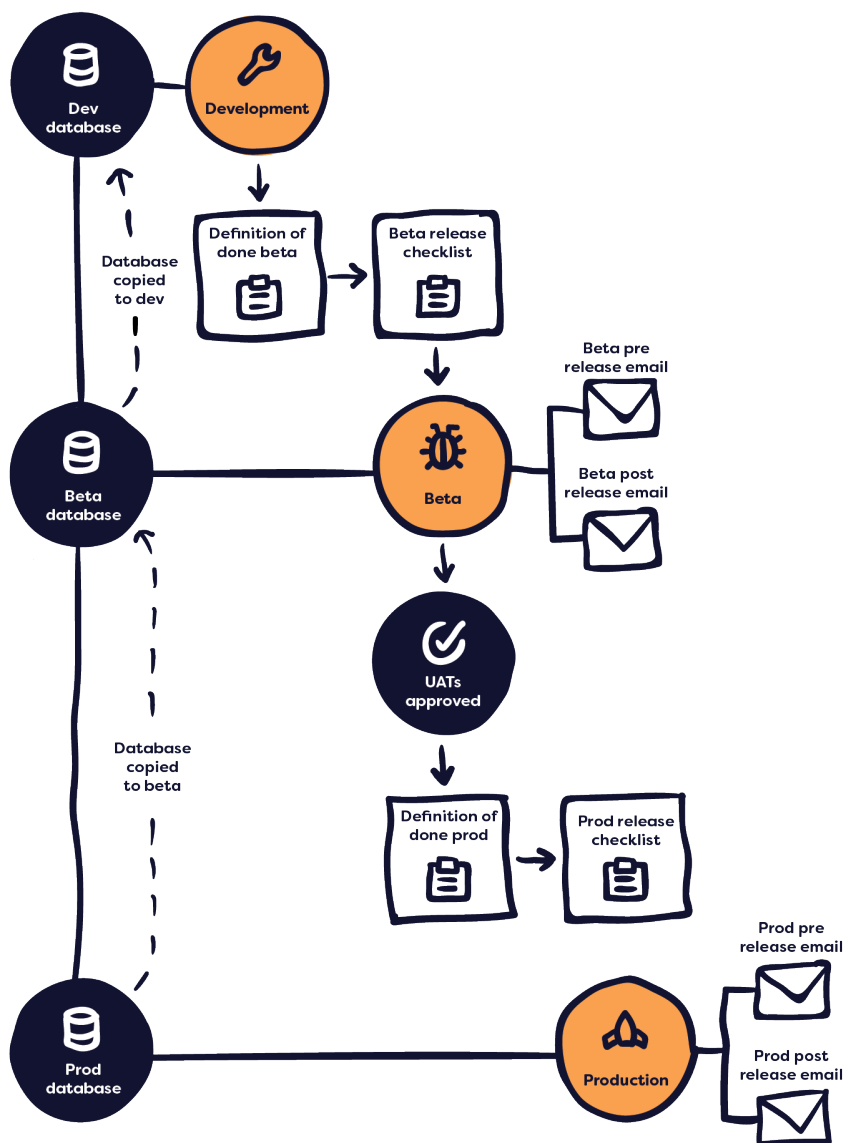 Dev
database
Development
Definition of
done beta
Beta release
checklist
Database
copied
to dev
Beta pre
release email
Beta
database
Beta
Beta post
release email
UATs
approved
Database
copied
to beta
Definition of
done prod
Prod release
checklist
Prod pre
release email
Prod
database
Production
Prod post
release email